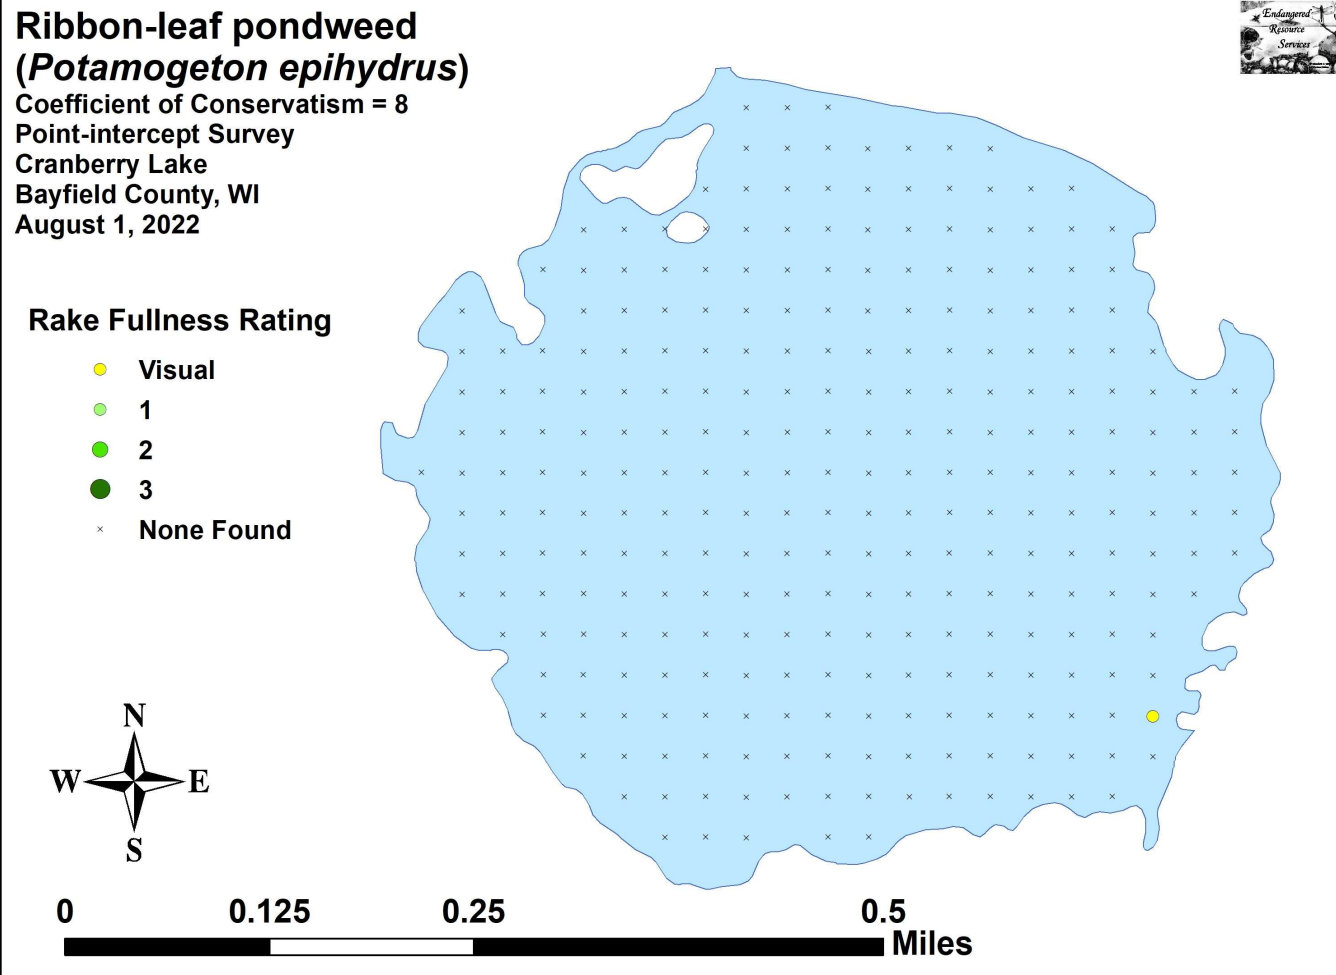 Ribbon-leaf pondweed
(Potamogeton epihydrus)
Coefficient of Conservatism = 8
Point-intercept Survey
Cranberry Lake
Bayfield County, WI
August 1, 2022
Endangered
Resource
Services
Rake Fullness Rating
Visual
1
2
3
None Found
N
W E
S
0 0.125 0.25 0.5
Miles